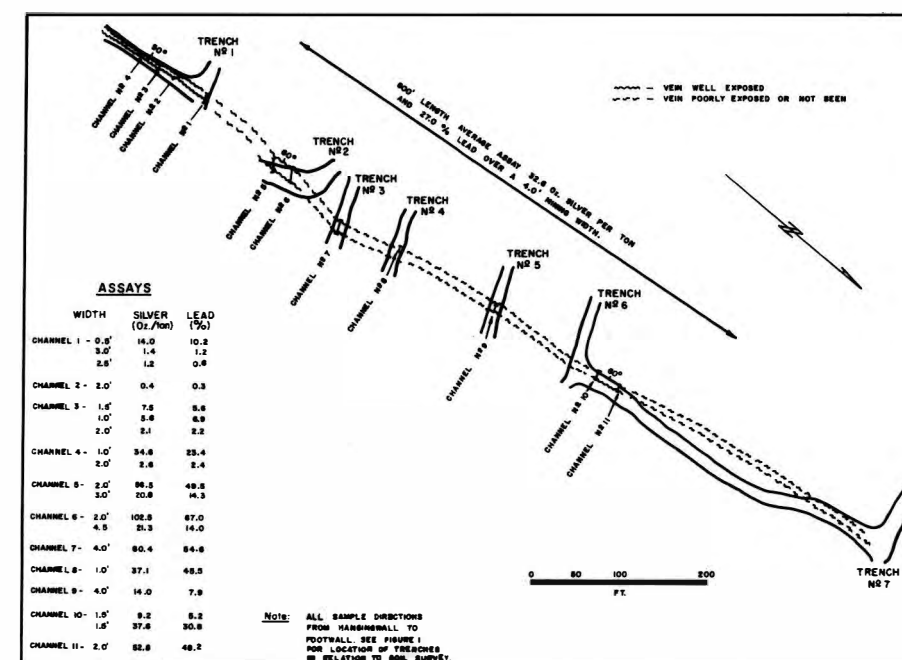 TRENCH
Nº 1
50°
CHANNEL Nº 4
CHANNEL Nº 3
CHANNEL Nº 2
CHANNEL Nº 1
600' LENGTH AVERAGE ASSAY 32.6 Oz. SILVER PER TON
AND 27.0 % LEAD OVER A 4.0' MINING WIDTH.
VEIN WELL EXPOSED
VEIN POORLY EXPOSED OR NOT SEEN
TRENCH
Nº 2
60°
CHANNEL Nº 5
CHANNEL Nº 6
TRENCH
Nº 3
CHANNEL Nº 7
TRENCH
Nº 4
CHANNEL Nº 8
N
TRENCH
Nº 5
CHANNEL Nº 9
TRENCH
Nº 6
60°
CHANNEL Nº 10
CHANNEL Nº 11
TRENCH
Nº 7
ASSAYS
WIDTH SILVER LEAD
(Oz./ton) (%)
CHANNEL 1 - 0.5' 14.0 10.2
3.0' 1.4 1.2
2.5' 1.2 0.6
CHANNEL 2 - 2.0' 0.4 0.3
CHANNEL 3 - 1.5' 7.5 5.6
1.0' 5.6 6.9
2.0' 2.1 2.2
CHANNEL 4 - 1.0' 34.6 23.4
2.0' 2.6 2.4
CHANNEL 5- 2.0' 49.5
3.0' 20.8 14.3
CHANNEL 6 - 2.0' 102.5 67.0
4.5 21.3 14.0
CHANNEL 7 - 4.0' 80.4 54.6
CHANNEL 8- 1.0' 37.1 45.5
CHANNEL 9 - 4.0' 14.0 7.9
CHANNEL 10 - 1.5' 9.2 5.2
1.5' 37.6 30.8
CHANNEL 11- 2.0' 52.8 48.2
0 50 100 200
FT.
Note: ALL SAMPLE DIRECTIONS
FROM HANGINGWALL TO
FOOTWALL. SEE FIGURE 1
FOR LOCATION OF TRENCHES
IN RELATION TO SOIL SURVEY.